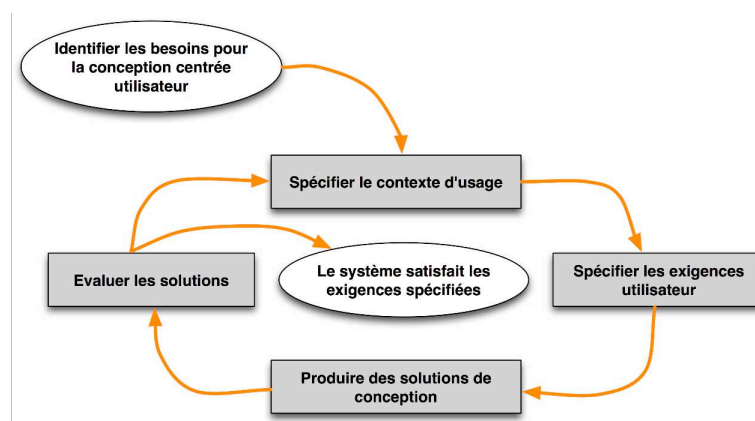 Identifier les besoins pour
la conception centrée
utilisateur
Spécifier le contexte d'usage
Evaluer les solutions
Le système satisfait les
exigences spécifiées
Spécifier les exigences
utilisateur
Produire des solutions de
conception